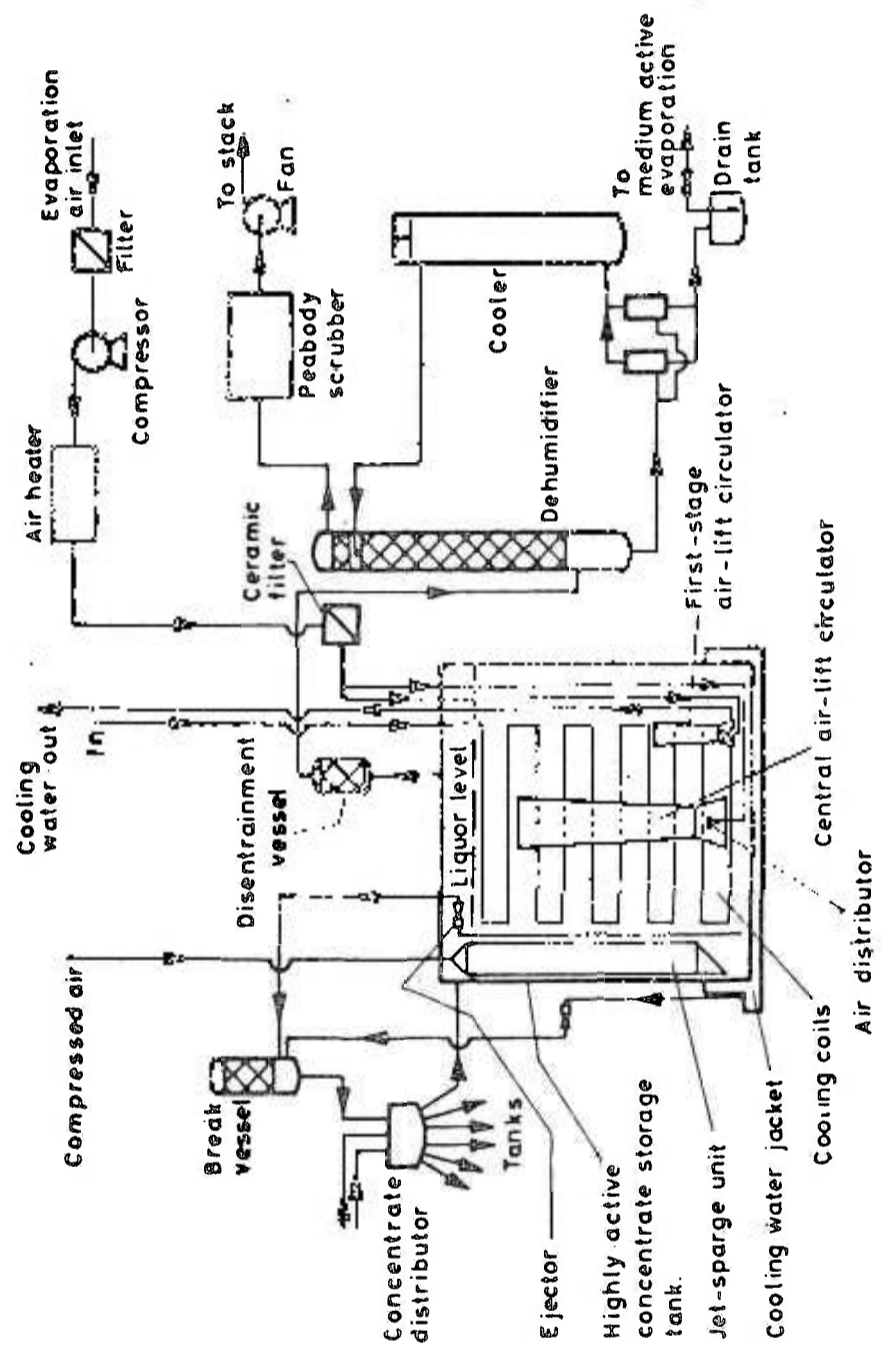 Evaporation
air inlet
Filter
Compressor
Air heater
To stack
Fan
Peabody
scrubber
To
medium active
evaporation
Drain
tank
Cooler
Dehumidifier
Ceramic
filter
First-stage
air-lift circulator
Central air-lift circulator
Cooling
water out
In
Disentrainment
vessel
Liquor level
Air distributor
Compressed air
Break
vessel
Concentrate
distributor
Tanks
Ejector
Highly active
concentrate storage
tank.
Jet-sparge unit
Cooling water jacket
Cooling coils